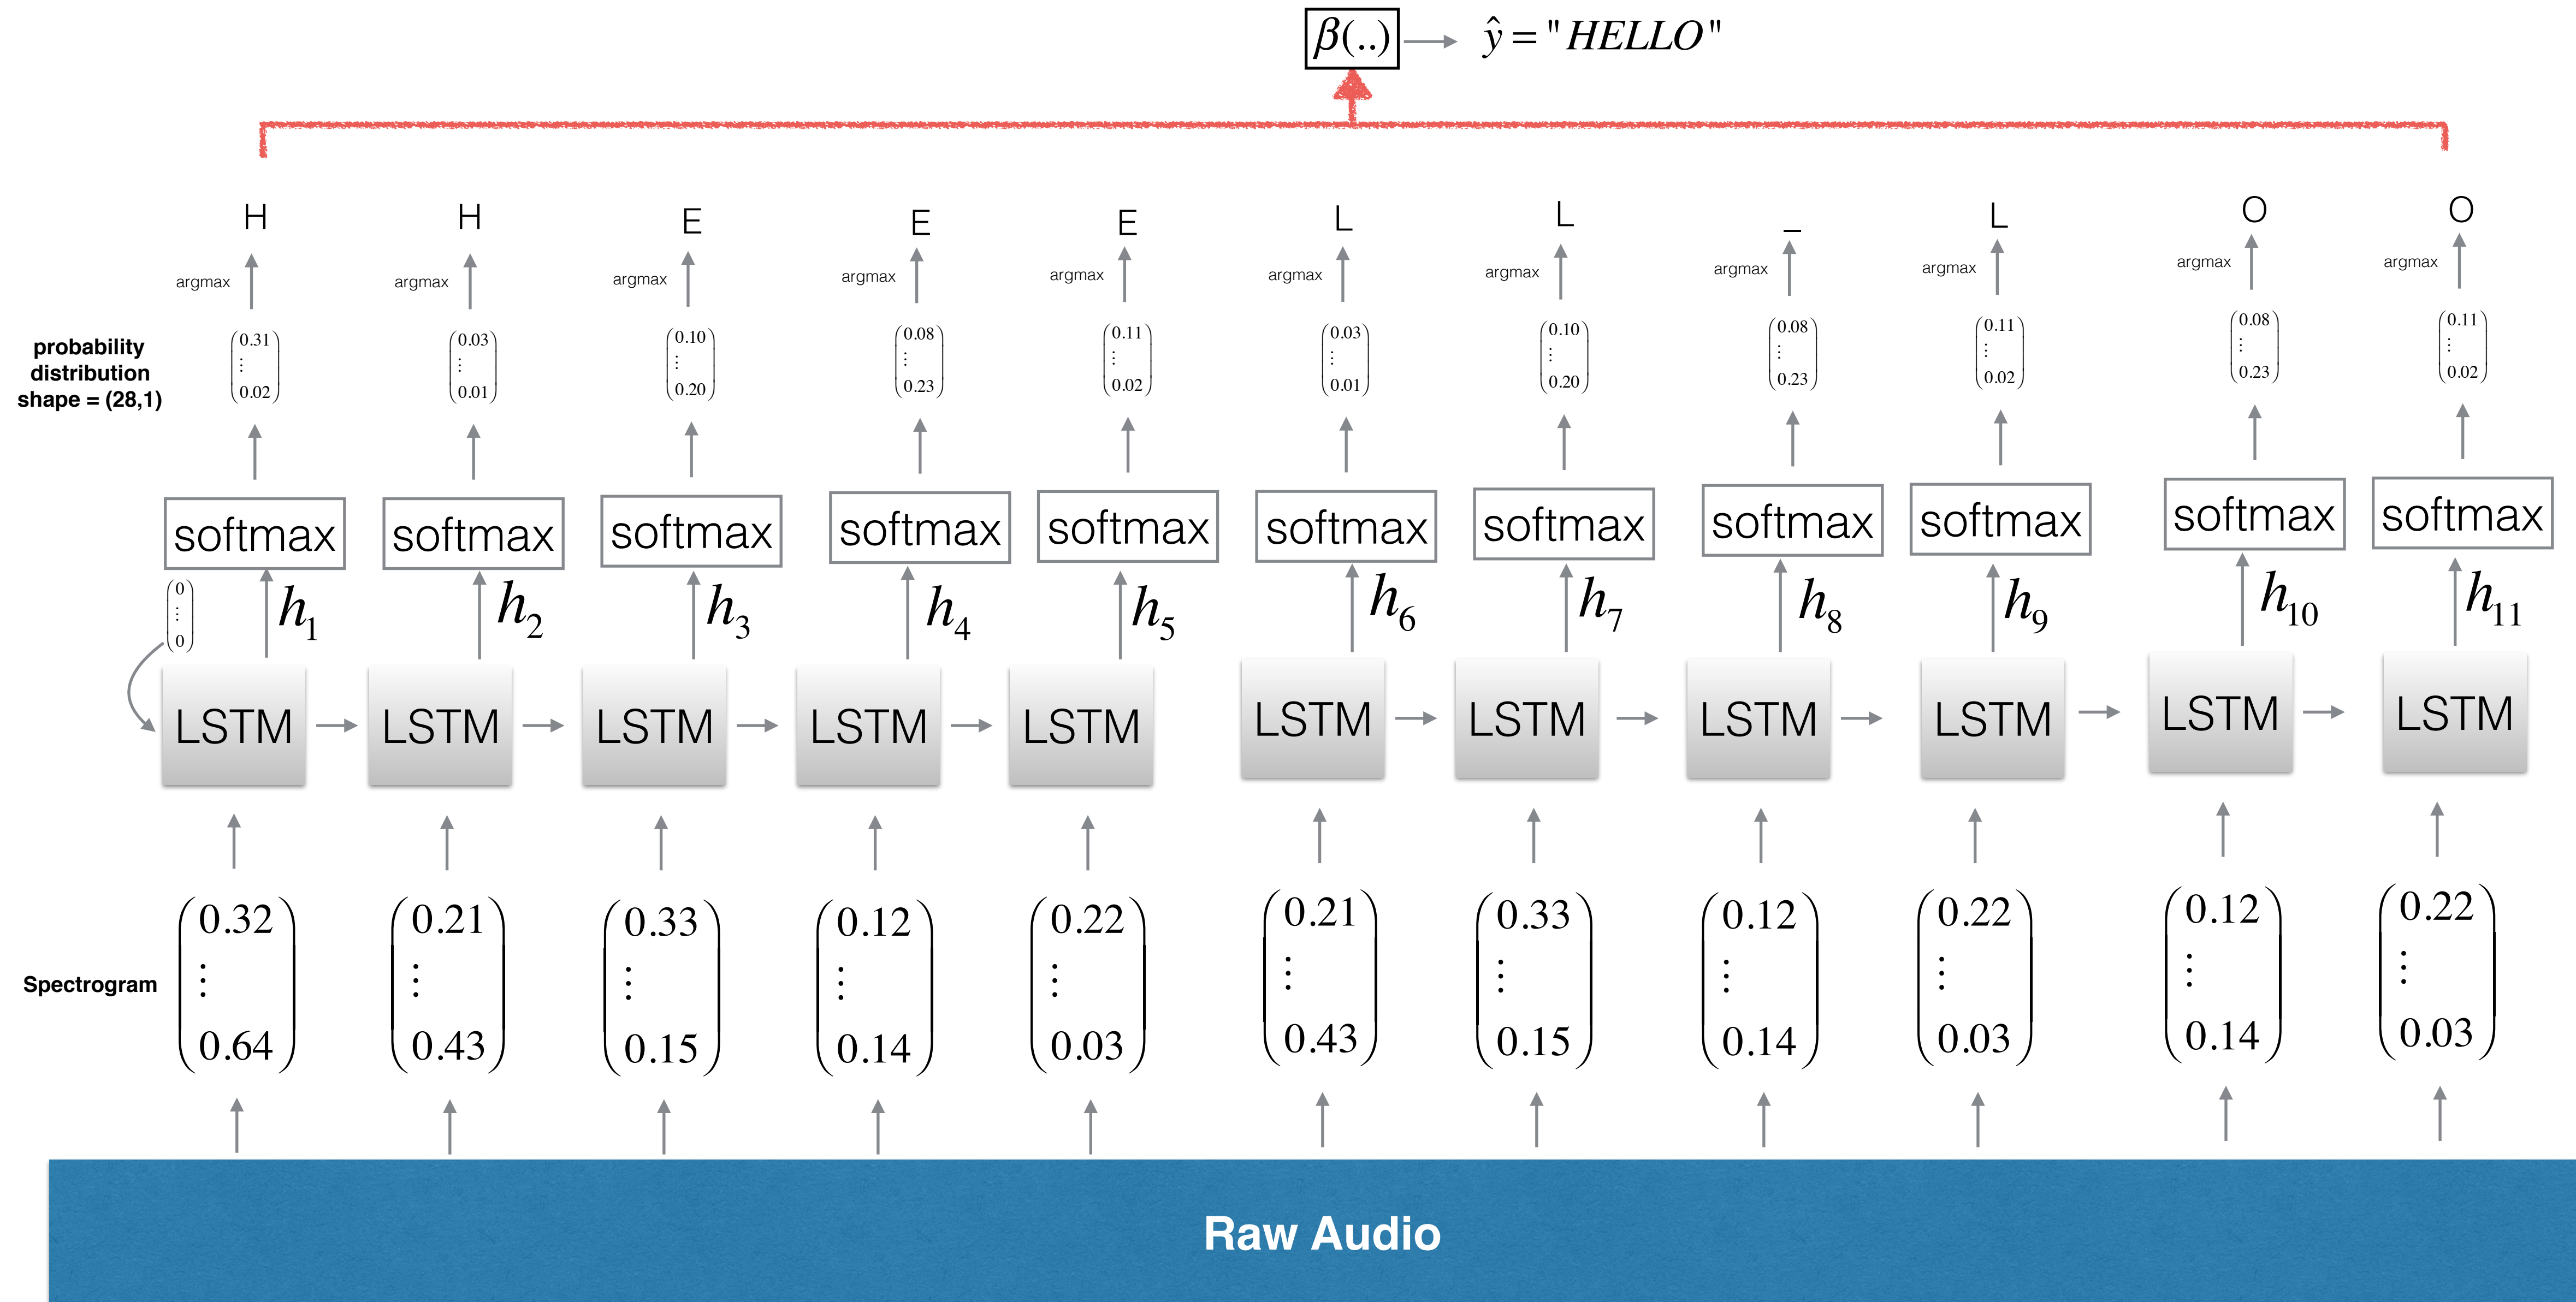 β(..) ŷ = "HELLO"
H H E E E L L _ L O O
argmax argmax argmax argmax argmax argmax argmax argmax argmax argmax argmax
probability
distribution
shape = (28,1)
0.31 0.03 0.10 0.08 0.11 0.03 0.10 0.08 0.11 0.08 0.11
⋮ ⋮ ⋮ ⋮ ⋮ ⋮ ⋮ ⋮ ⋮ ⋮ ⋮
0.02 0.01 0.20 0.23 0.02 0.01 0.20 0.23 0.02 0.23 0.02
softmax softmax softmax softmax softmax softmax softmax softmax softmax softmax softmax
0
⋮
0
h1 h2 h3 h4 h5 h6 h7 h8 h9 h10 h11
LSTM LSTM LSTM LSTM LSTM LSTM LSTM LSTM LSTM LSTM LSTM
Spectrogram
0.32 0.21 0.33 0.12 0.22 0.21 0.33 0.12 0.22 0.12 0.22
⋮ ⋮ ⋮ ⋮ ⋮ ⋮ ⋮ ⋮ ⋮ ⋮ ⋮
0.64 0.43 0.15 0.14 0.03 0.43 0.15 0.14 0.03 0.14 0.03
Raw Audio